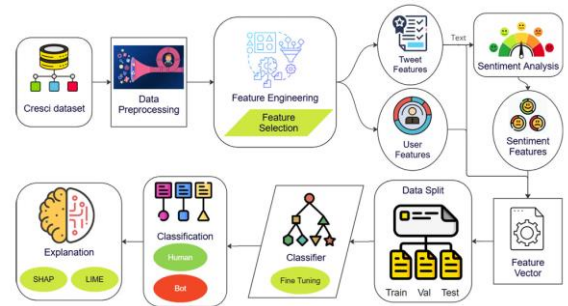 Cresci dataset
Data
Preprocessing
Feature Engineering
Feature
Selection
Tweet
Features
Text
Sentiment Analysis
User
Features
Sentiment
Features
Explanation
SHAP
LIME
Classification
Human
Bot
Classifier
Fine Tuning
Data Split
Train
Val
Test
Feature
Vector